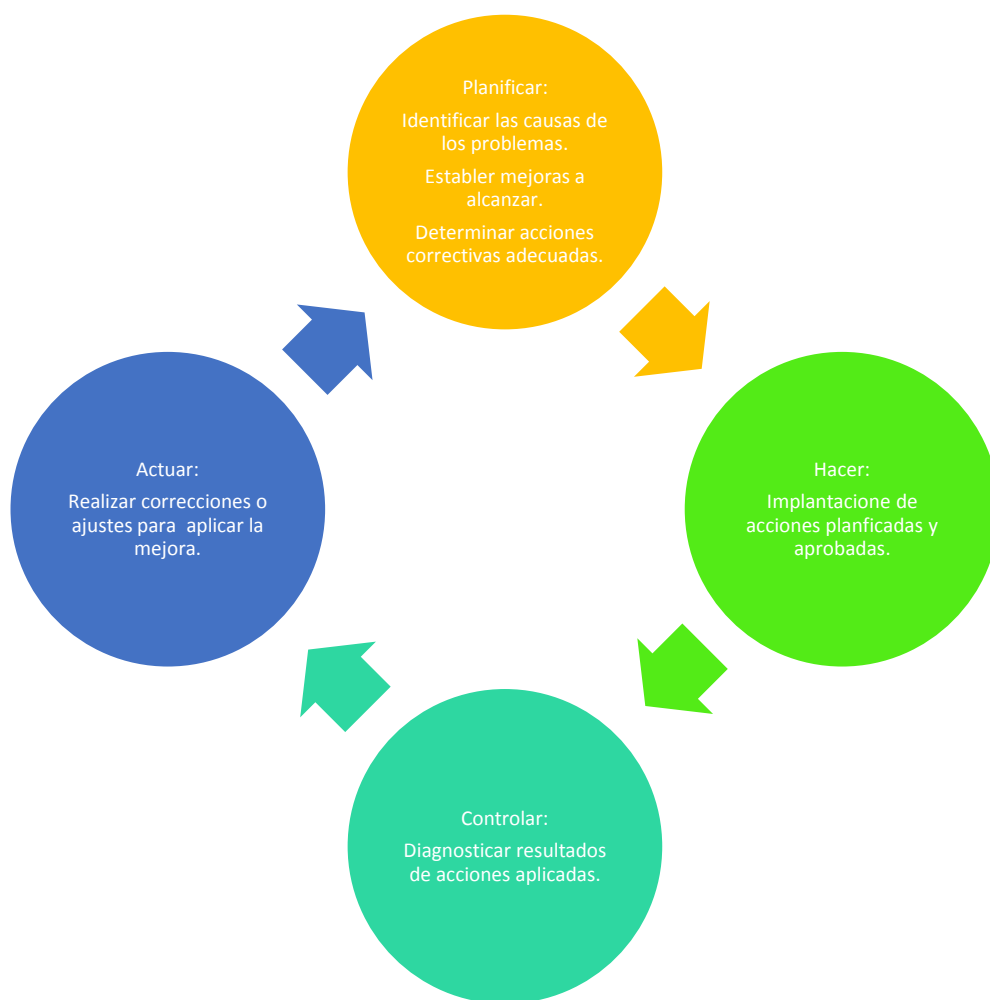 Planificar:
Identificar las causas de
los problemas.
Establer mejoras a
alcanzar.
Determinar acciones
correctivas adecuadas.
Hacer:
Implantacione de
acciones planficadas y
aprobadas.
Controlar:
Diagnosticar resultados
de acciones aplicadas.
Actuar:
Realizar correcciones o
ajustes para  aplicar la
mejora.